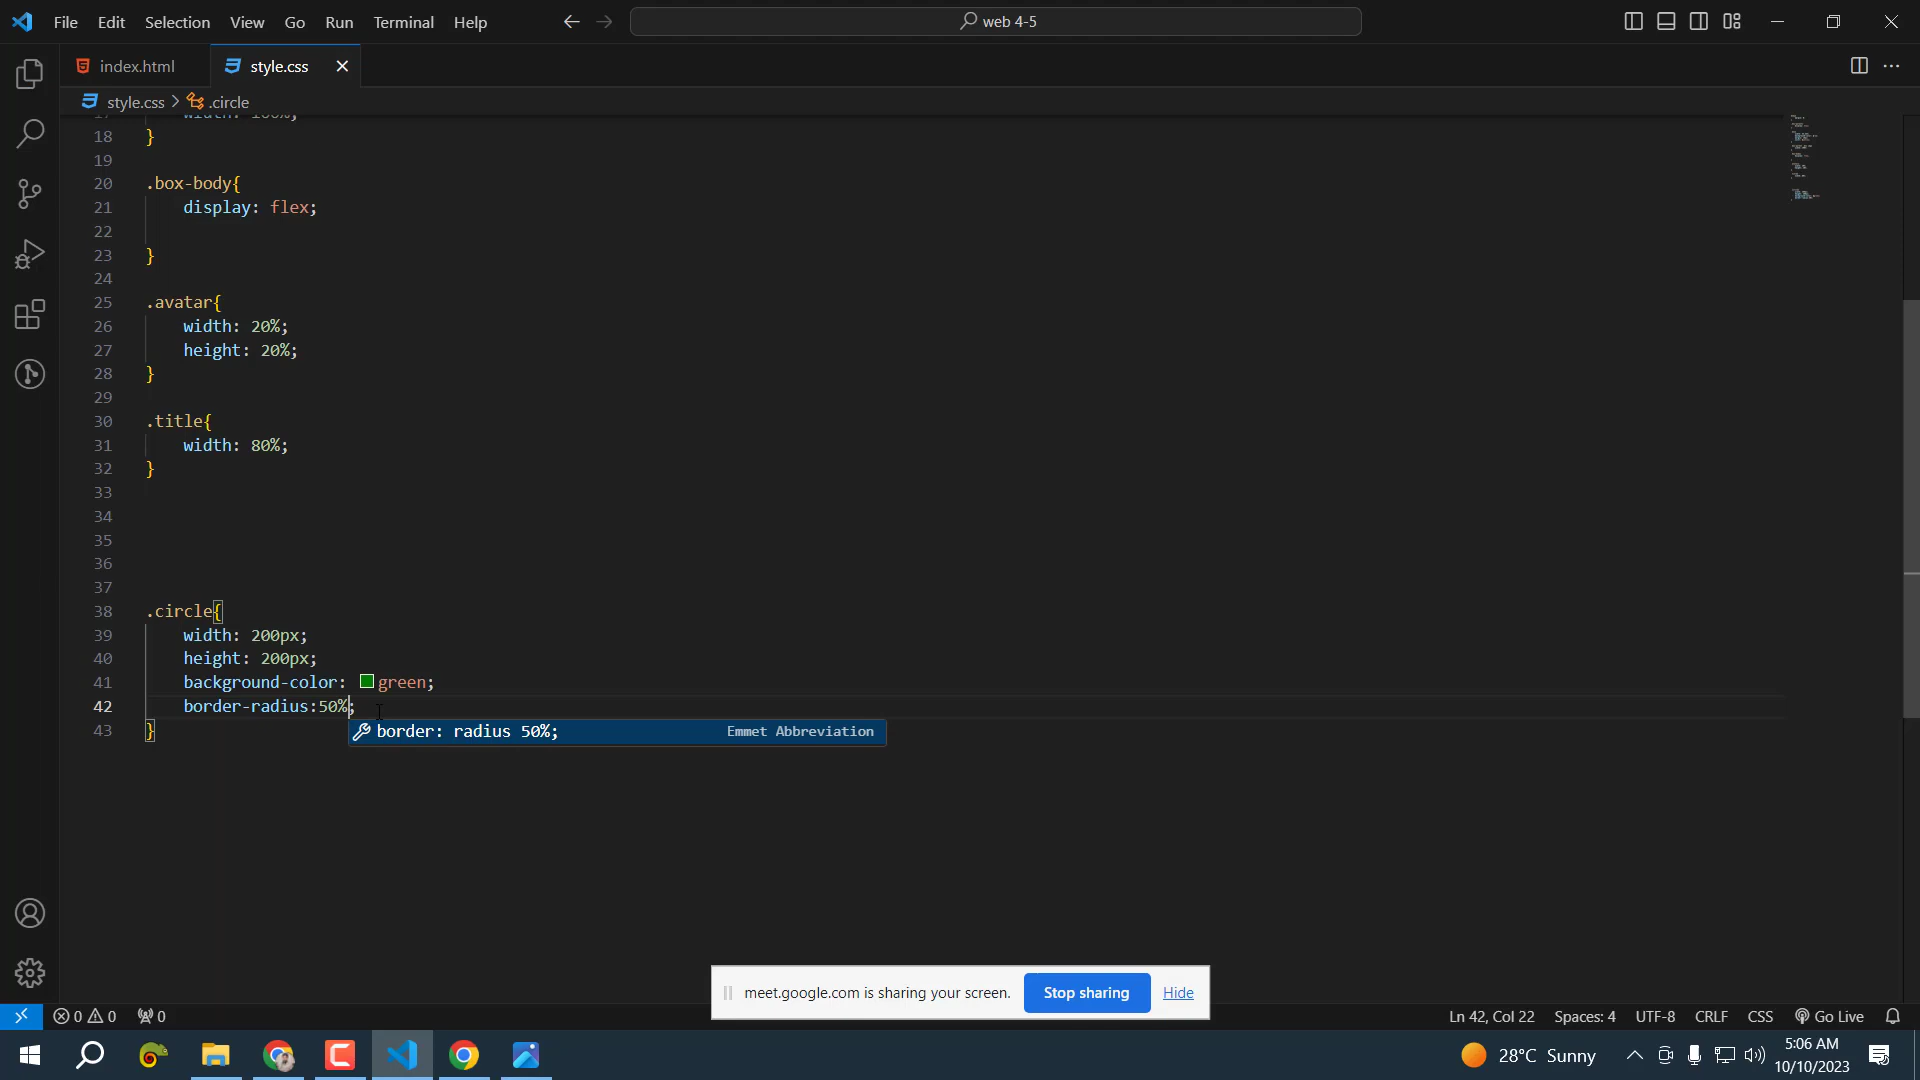 File Edit Selection View Go Run Terminal Help
web 4-5
index.html
style.css
style.css > .circle
18 }
19
20 .box-body{
21 display: flex;
22
23 }
24
25 .avatar{
26 width: 20%;
27 height: 20%;
28 }
29
30 .title{
31 width: 80%;
32 }
33
34
35
36
37
38 .circle{
39 width: 200px;
40 height: 200px;
41 background-color: green;
42 border-radius:50%;
43 }
border: radius 50%; Emmet Abbreviation
meet.google.com is sharing your screen. Stop sharing Hide
0 0 0 Ln 42, Col 22 Spaces: 4 UTF-8 CRLF CSS Go Live
28°C Sunny
5:06 AM
10/10/2023